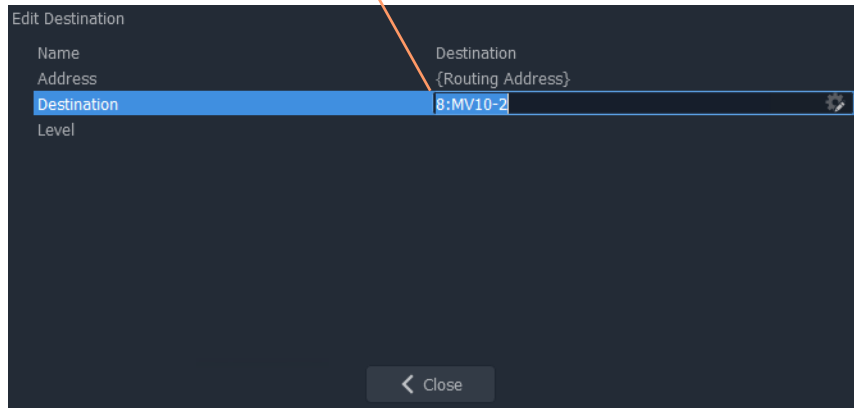 Edit Destination
Name Destination
Address {Routing Address}
Destination 8:MV10-2
Level
Close